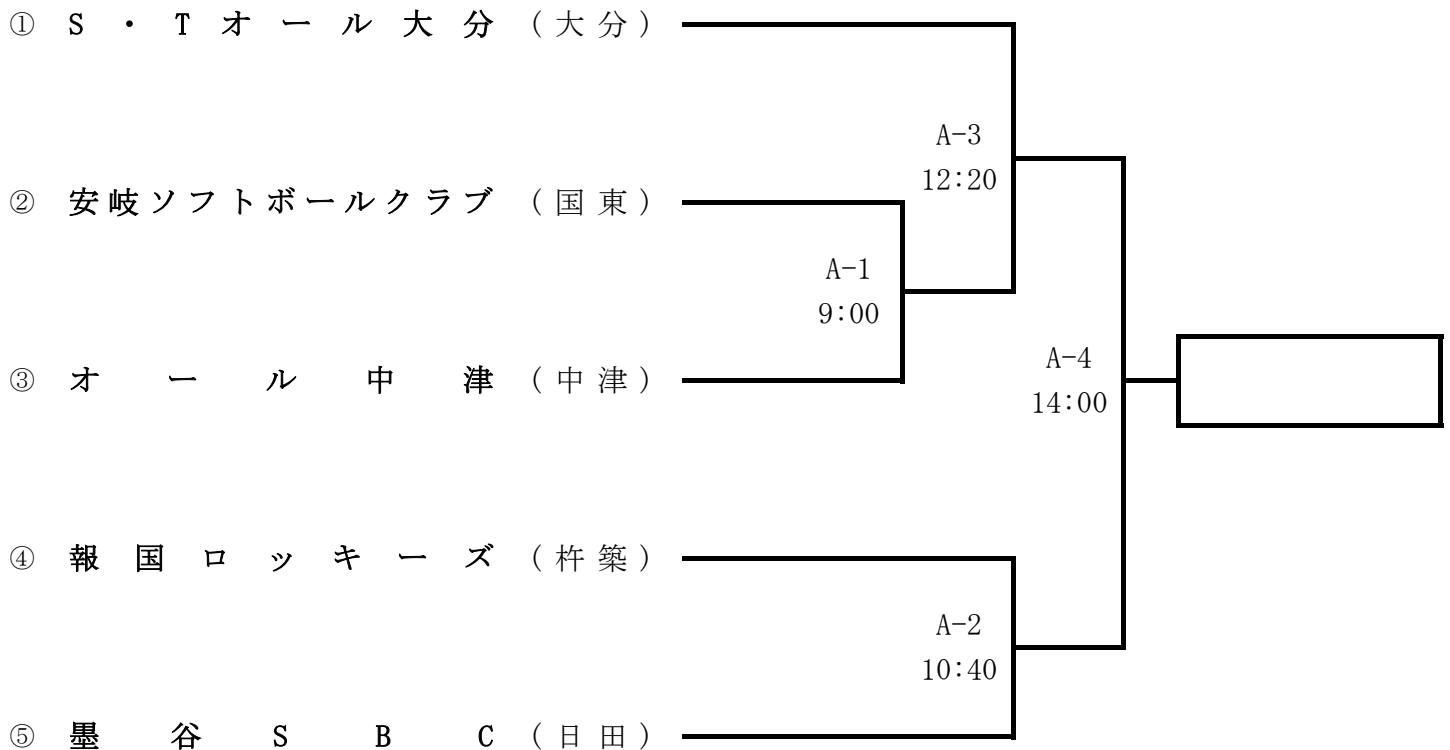 ① S・Tオール大分（大分）
A-3
12:20
② 安岐ソフトボールクラブ（国東）
A-1
9:00
③ オール中津（中津）
A-4
14:00
④ 報国ロッキーズ（杵築）
A-2
10:40
⑤ 墨谷SBC（日田）